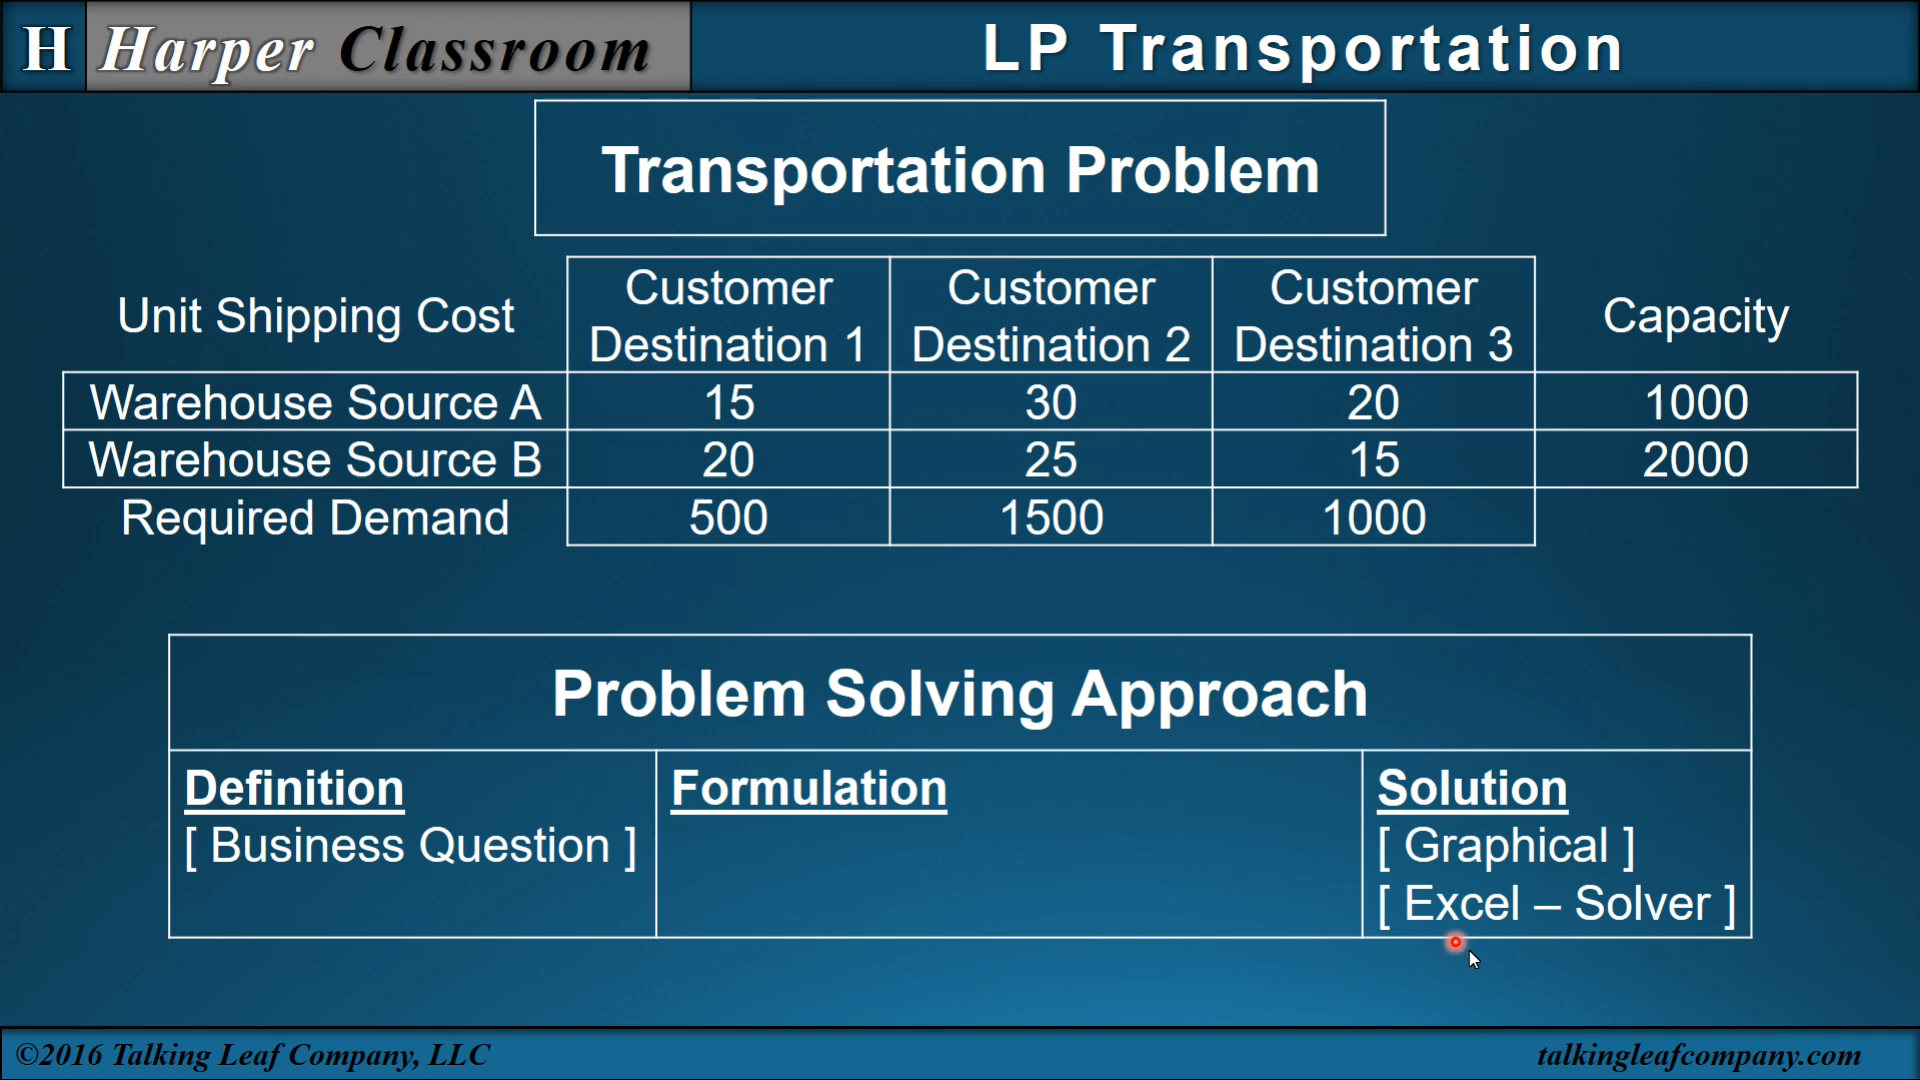 H Harper Classroom
LP Transportation
Transportation Problem
Unit Shipping Cost
Customer Destination 1
Customer Destination 2
Customer Destination 3
Capacity
Warehouse Source A 15 30 20 1000
Warehouse Source B 20 25 15 2000
Required Demand 500 1500 1000
Problem Solving Approach
Definition
[ Business Question ]
Formulation
Solution
[ Graphical ]
[ Excel – Solver ]
©2016 Talking Leaf Company, LLC
talkingleafcompany.com